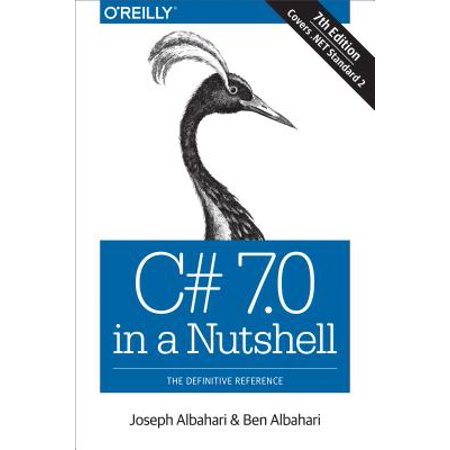 O'REILLY®
7th Edition
Covers .NET Standard 2
C# 7.0
in a Nutshell
THE DEFINITIVE REFERENCE
Joseph Albahari & Ben Albahari